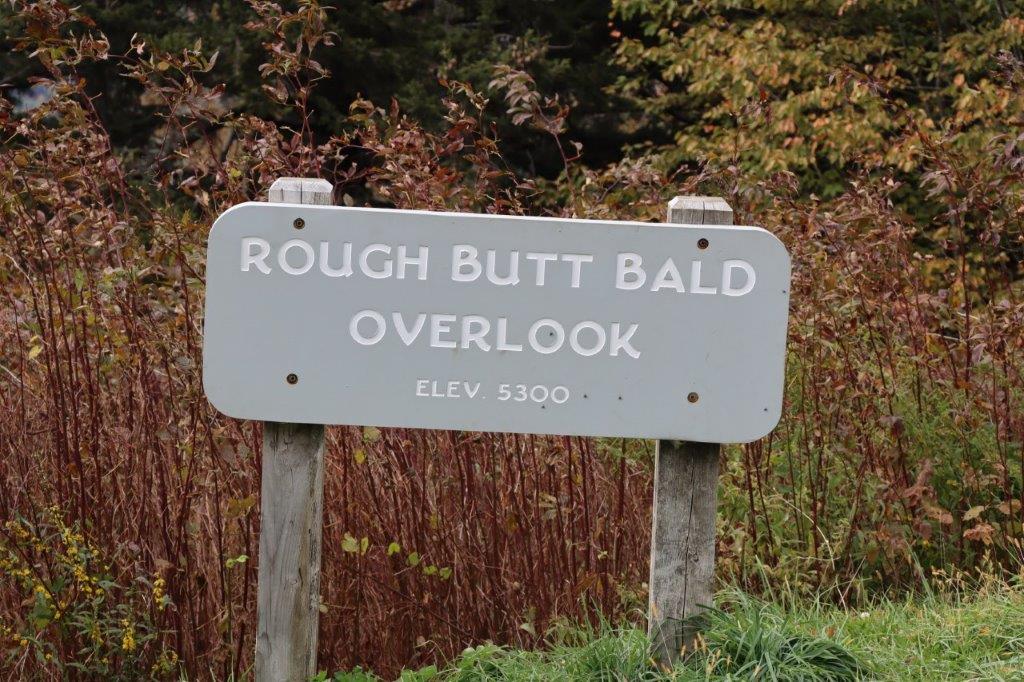 ROUGH BUTT BALD
OVERLOOK
ELEV. 5300